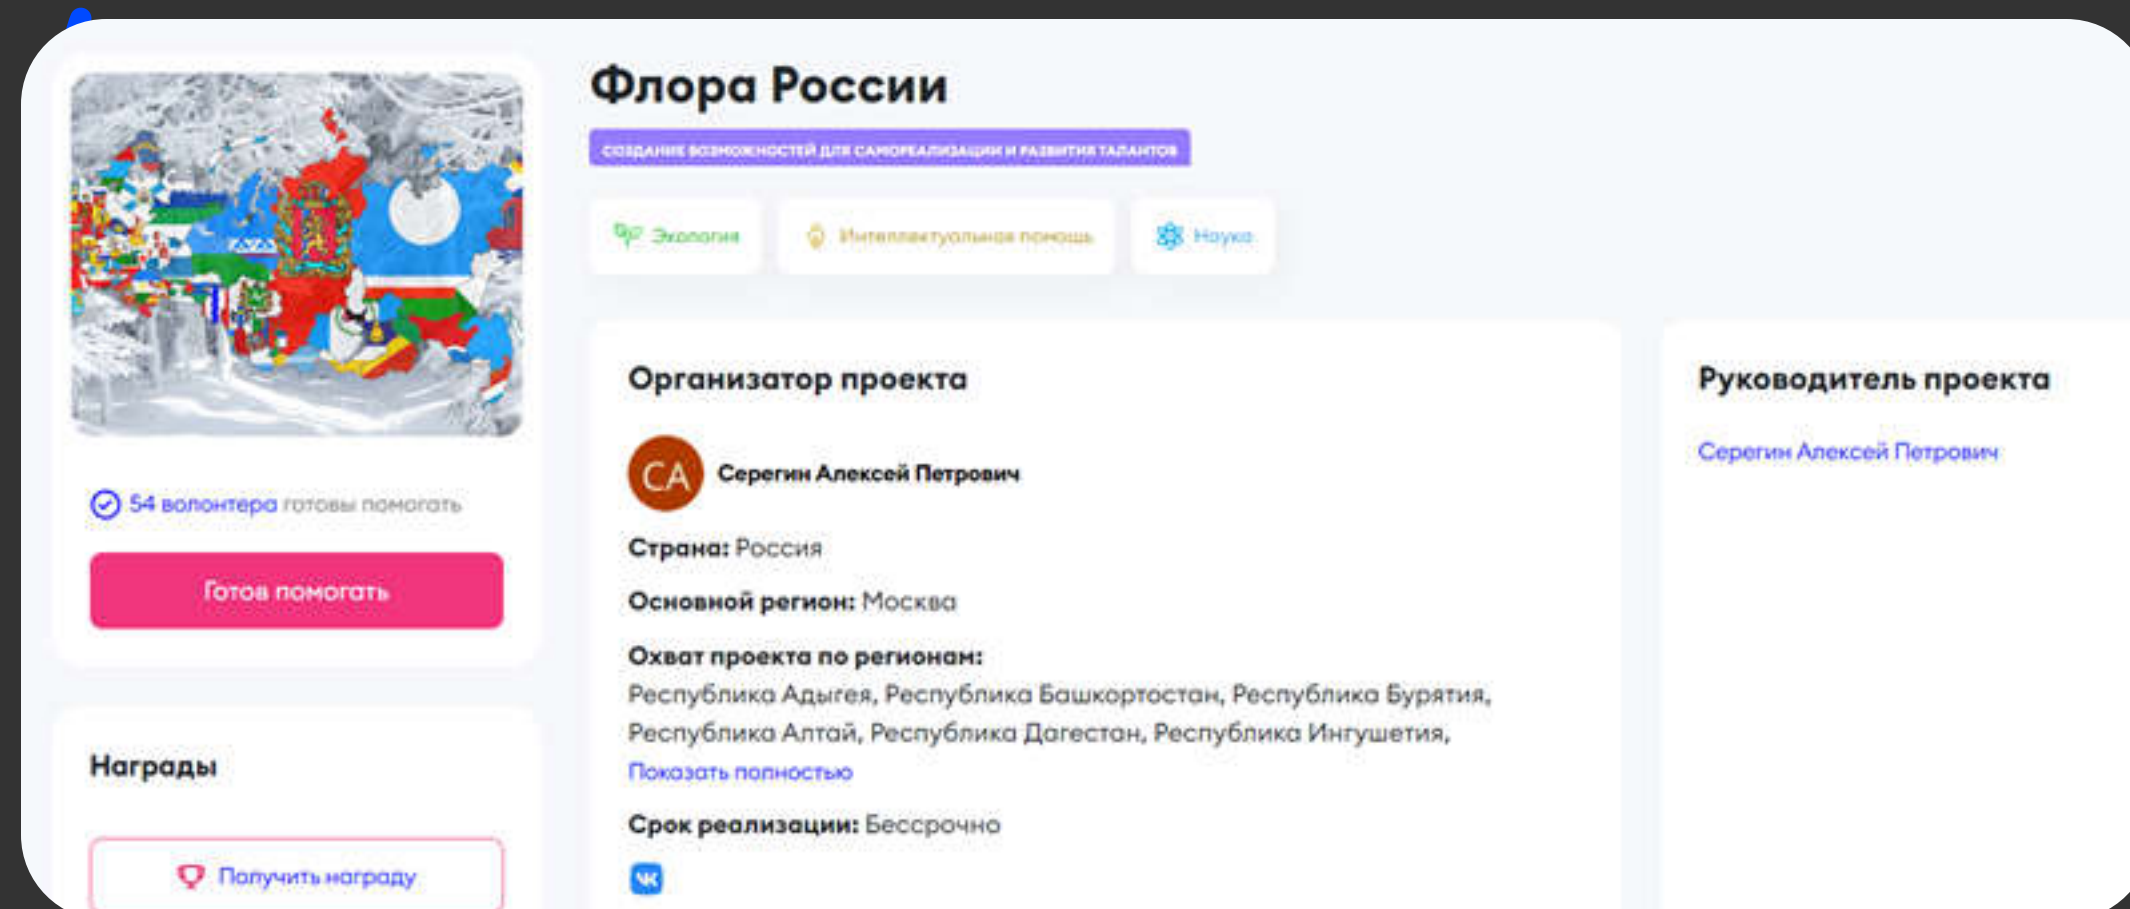 Флора России
СОЗДАНИЕ ВОЗМОЖНОСТЕЙ ДЛЯ САМОРЕАЛИЗАЦИИ И РАЗВИТИЯ ТАЛАНТОВ
Экология
Интеллектуальная помощь
Наука
54 волонтера готовы помогать
Готов помогать
Награды
Получить награду
Организатор проекта
СА
Серегин Алексей Петрович
Страна: Россия
Основной регион: Москва
Охват проекта по регионам:
Республика Адыгея, Республика Башкортостан, Республика Бурятия,
Республика Алтай, Республика Дагестан, Республика Ингушетия,
Показать полностью
Срок реализации: Бессрочно
Руководитель проекта
Серегин Алексей Петрович